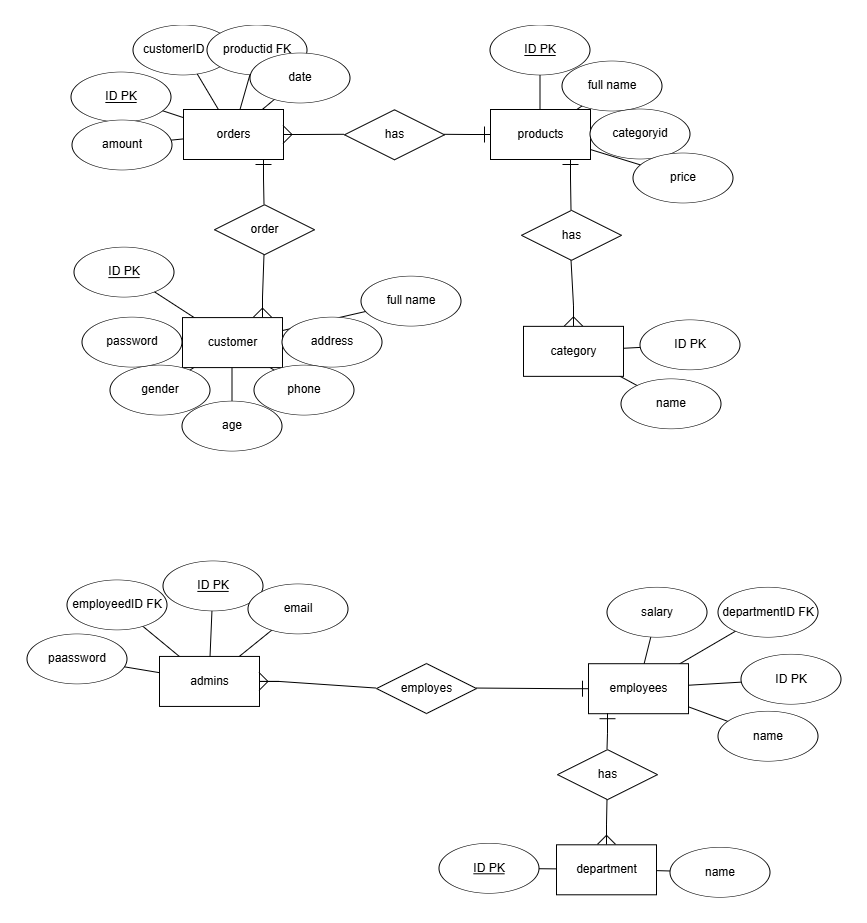 customerID
productid FK
date
ID PK
amount
orders
has
ID PK
full name
products
categoryid
price
order
has
ID PK
full name
password
customer
address
gender
phone
age
category
ID PK
name
employeedID FK
ID PK
email
paassword
admins
employes
salary
departmentID FK
employees
ID PK
name
has
ID PK
department
name